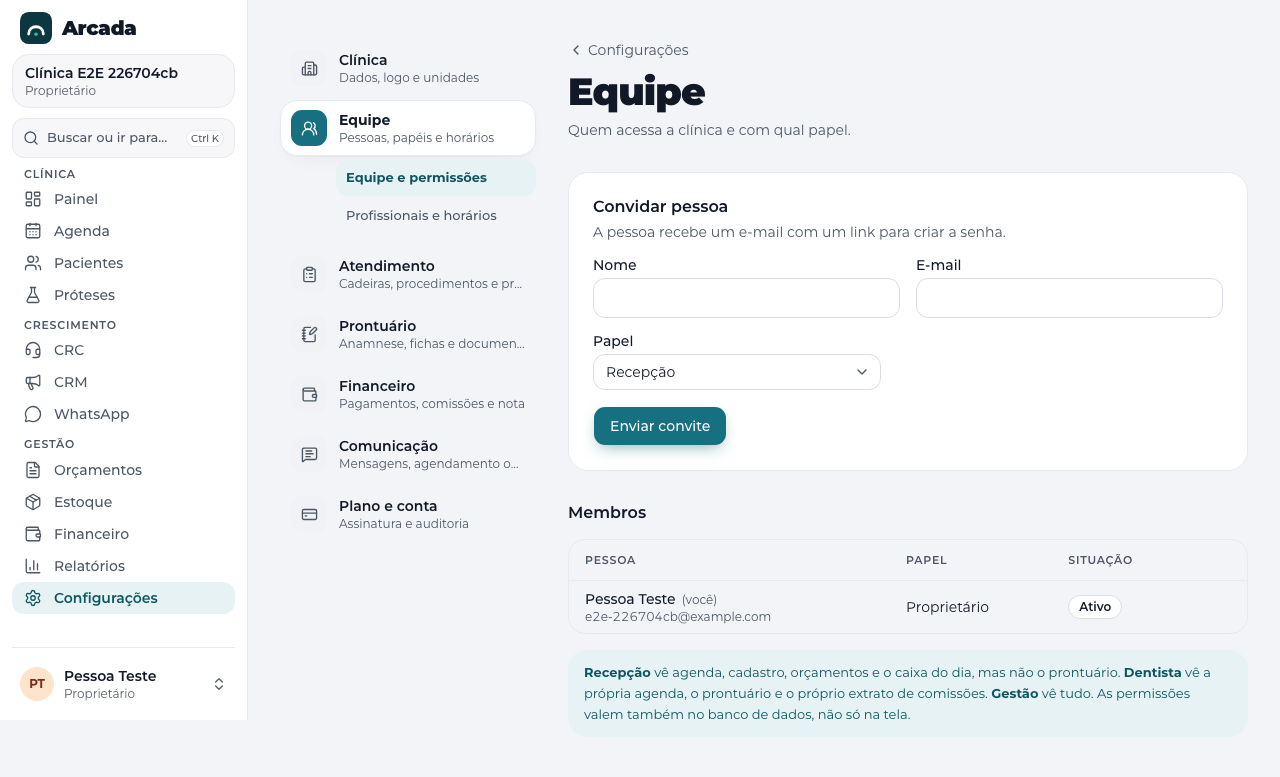 Arcada
Clínica E2E 226704cb
Proprietário
Buscar ou ir para... Ctrl K
CLÍNICA
Painel
Agenda
Pacientes
Próteses
CRESCIMENTO
CRC
CRM
WhatsApp
GESTÃO
Orçamentos
Estoque
Financeiro
Relatórios
Configurações
PT
Pessoa Teste
Proprietário
Clínica
Dados, logo e unidades
Equipe
Pessoas, papéis e horários
Equipe e permissões
Profissionais e horários
Atendimento
Cadeiras, procedimentos e pr...
Prontuário
Anamnese, fichas e documen...
Financeiro
Pagamentos, comissões e nota
Comunicação
Mensagens, agendamento o...
Plano e conta
Assinatura e auditoria
Configurações
Equipe
Quem acessa a clínica e com qual papel.
Convidar pessoa
A pessoa recebe um e-mail com um link para criar a senha.
Nome E-mail
Papel
Recepção
Enviar convite
Membros
PESSOA PAPEL SITUAÇÃO
Pessoa Teste (você)
e2e-226704cb@example.com
Proprietário
Ativo
Recepção vê agenda, cadastro, orçamentos e o caixa do dia, mas não o prontuário. Dentista vê a
própria agenda, o prontuário e o próprio extrato de comissões. Gestão vê tudo. As permissões
valem também no banco de dados, não só na tela.